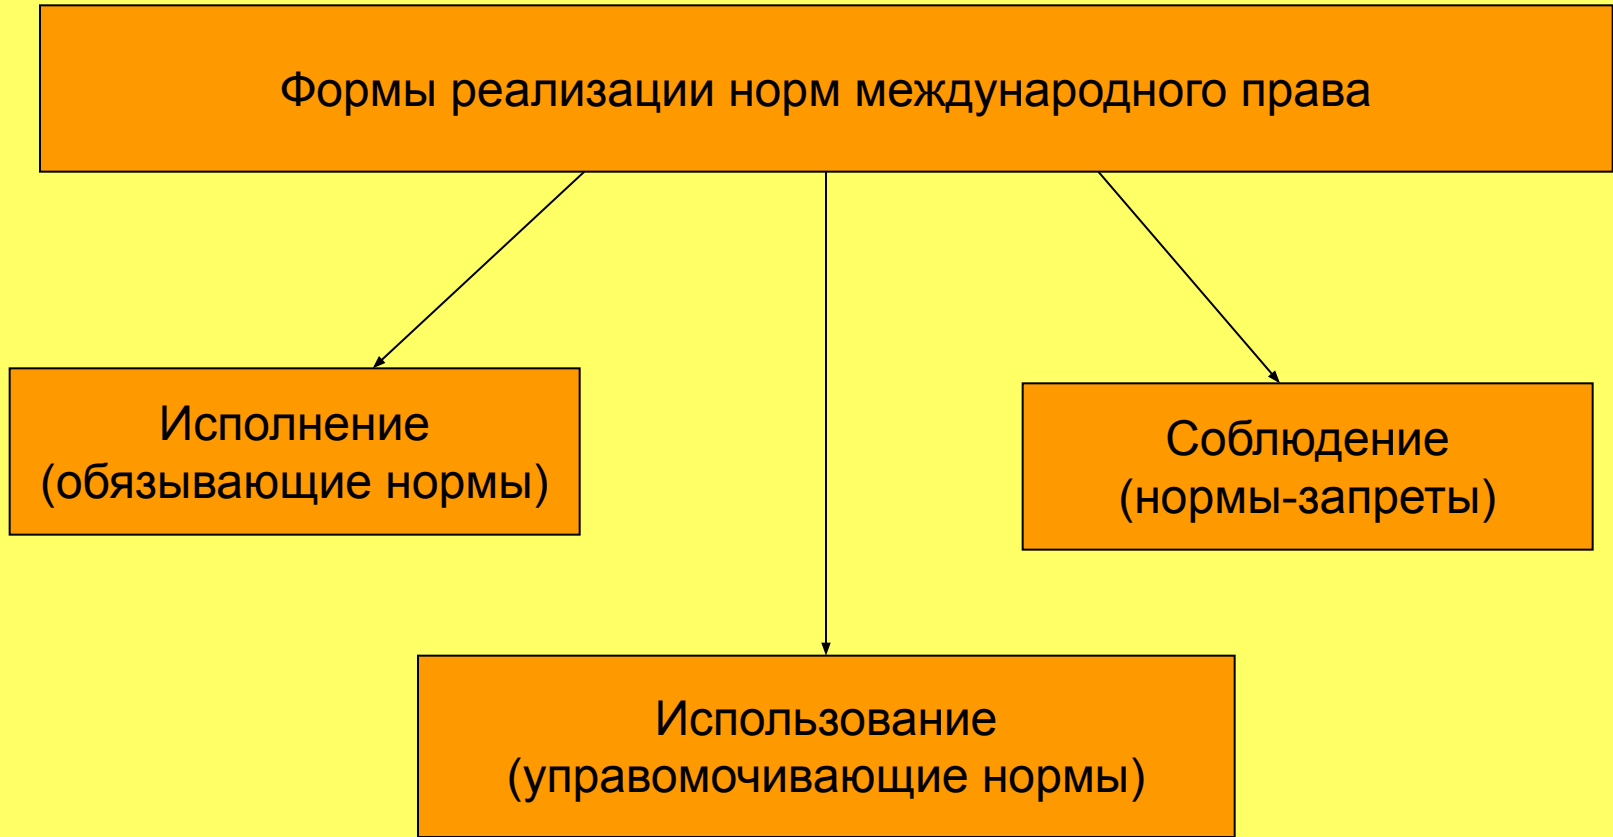 Формы реализации норм международного права
Исполнение
(обязывающие нормы)
Соблюдение
(нормы-запреты)
Использование
(управомочивающие нормы)